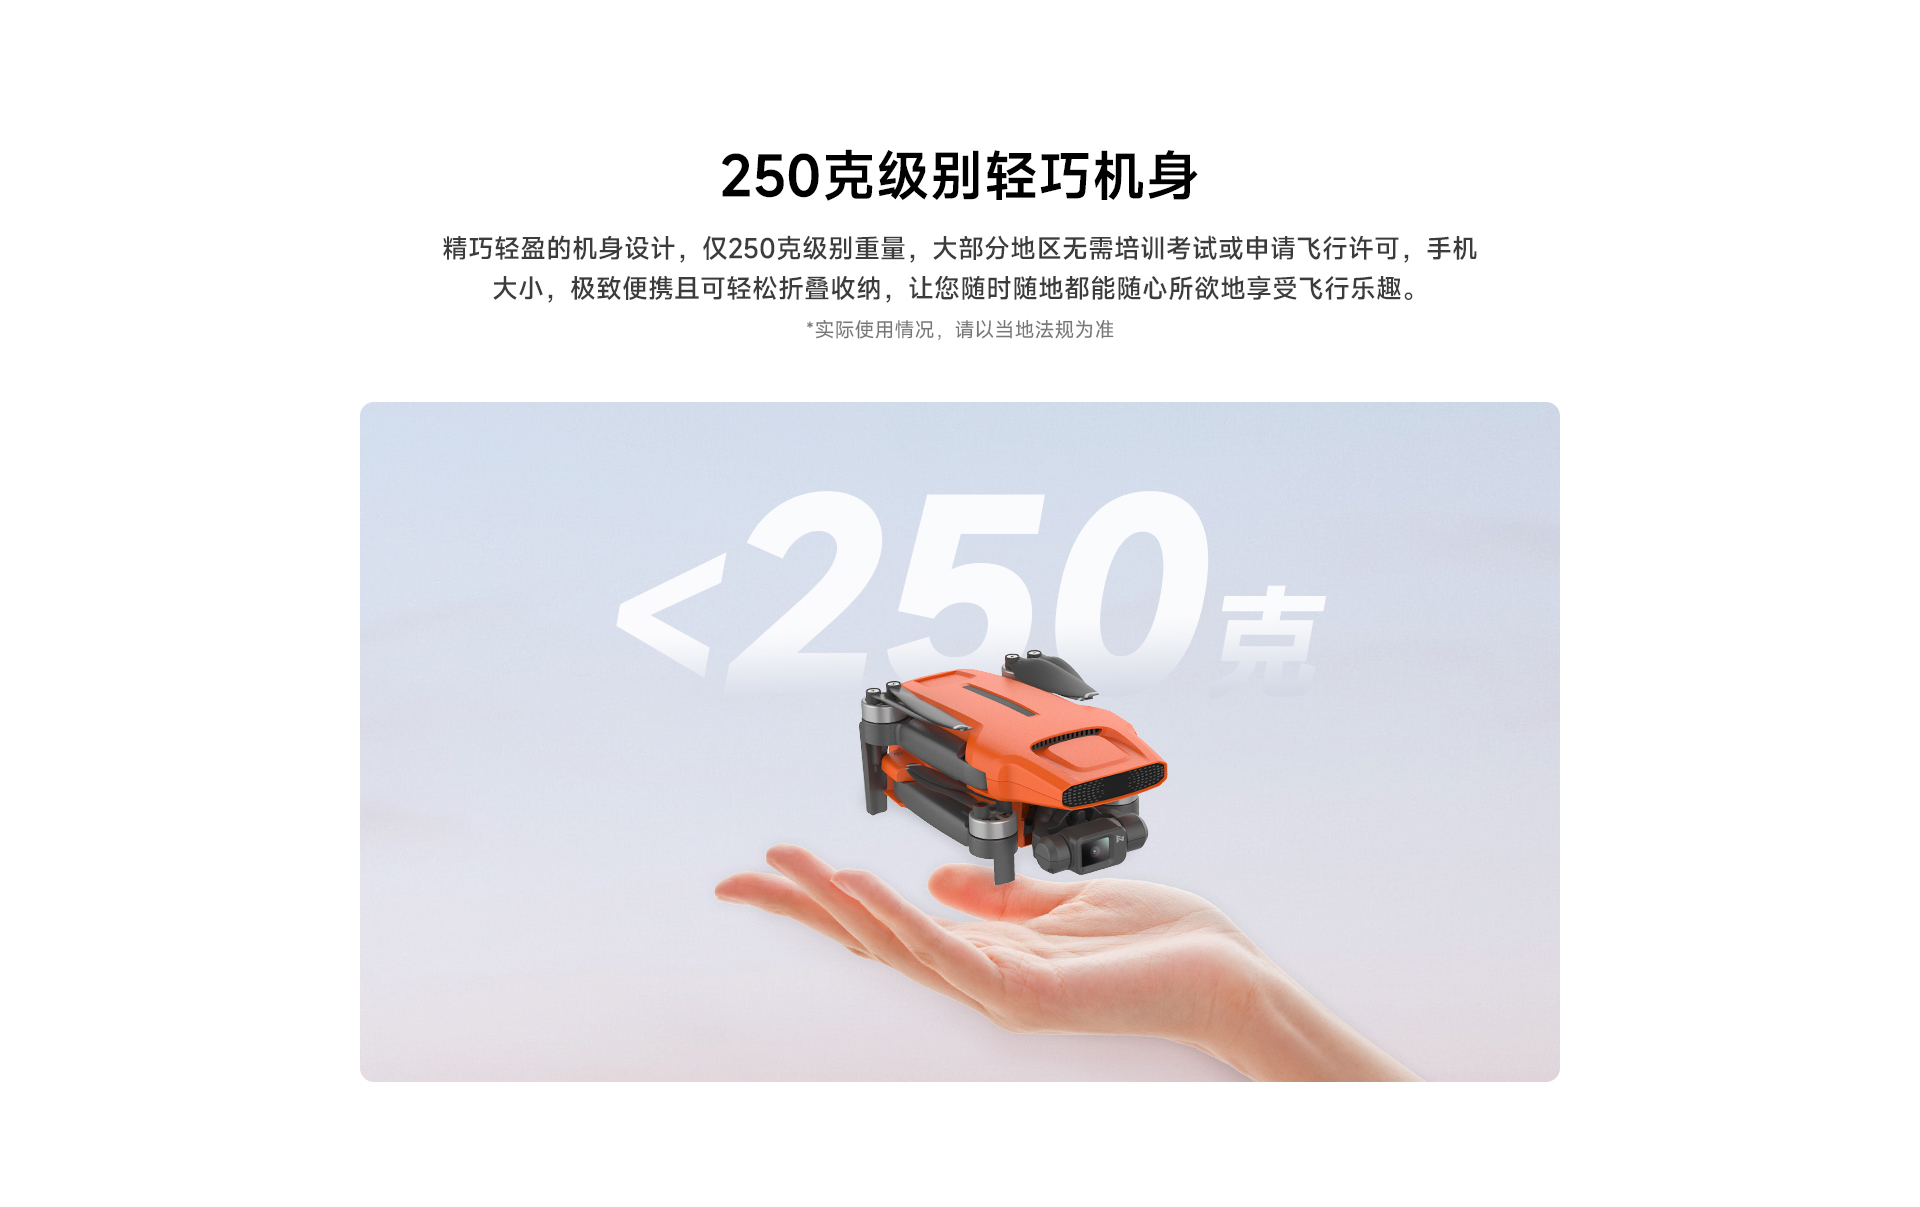 250克级别轻巧机身
精巧轻盈的机身设计，仅250克级别重量，大部分地区无需培训考试或申请飞行许可，手机
大小，极致便携且可轻松折叠收纳，让您随时随地都能随心所欲地享受飞行乐趣。
*实际使用情况，请以当地法规为准
<250克